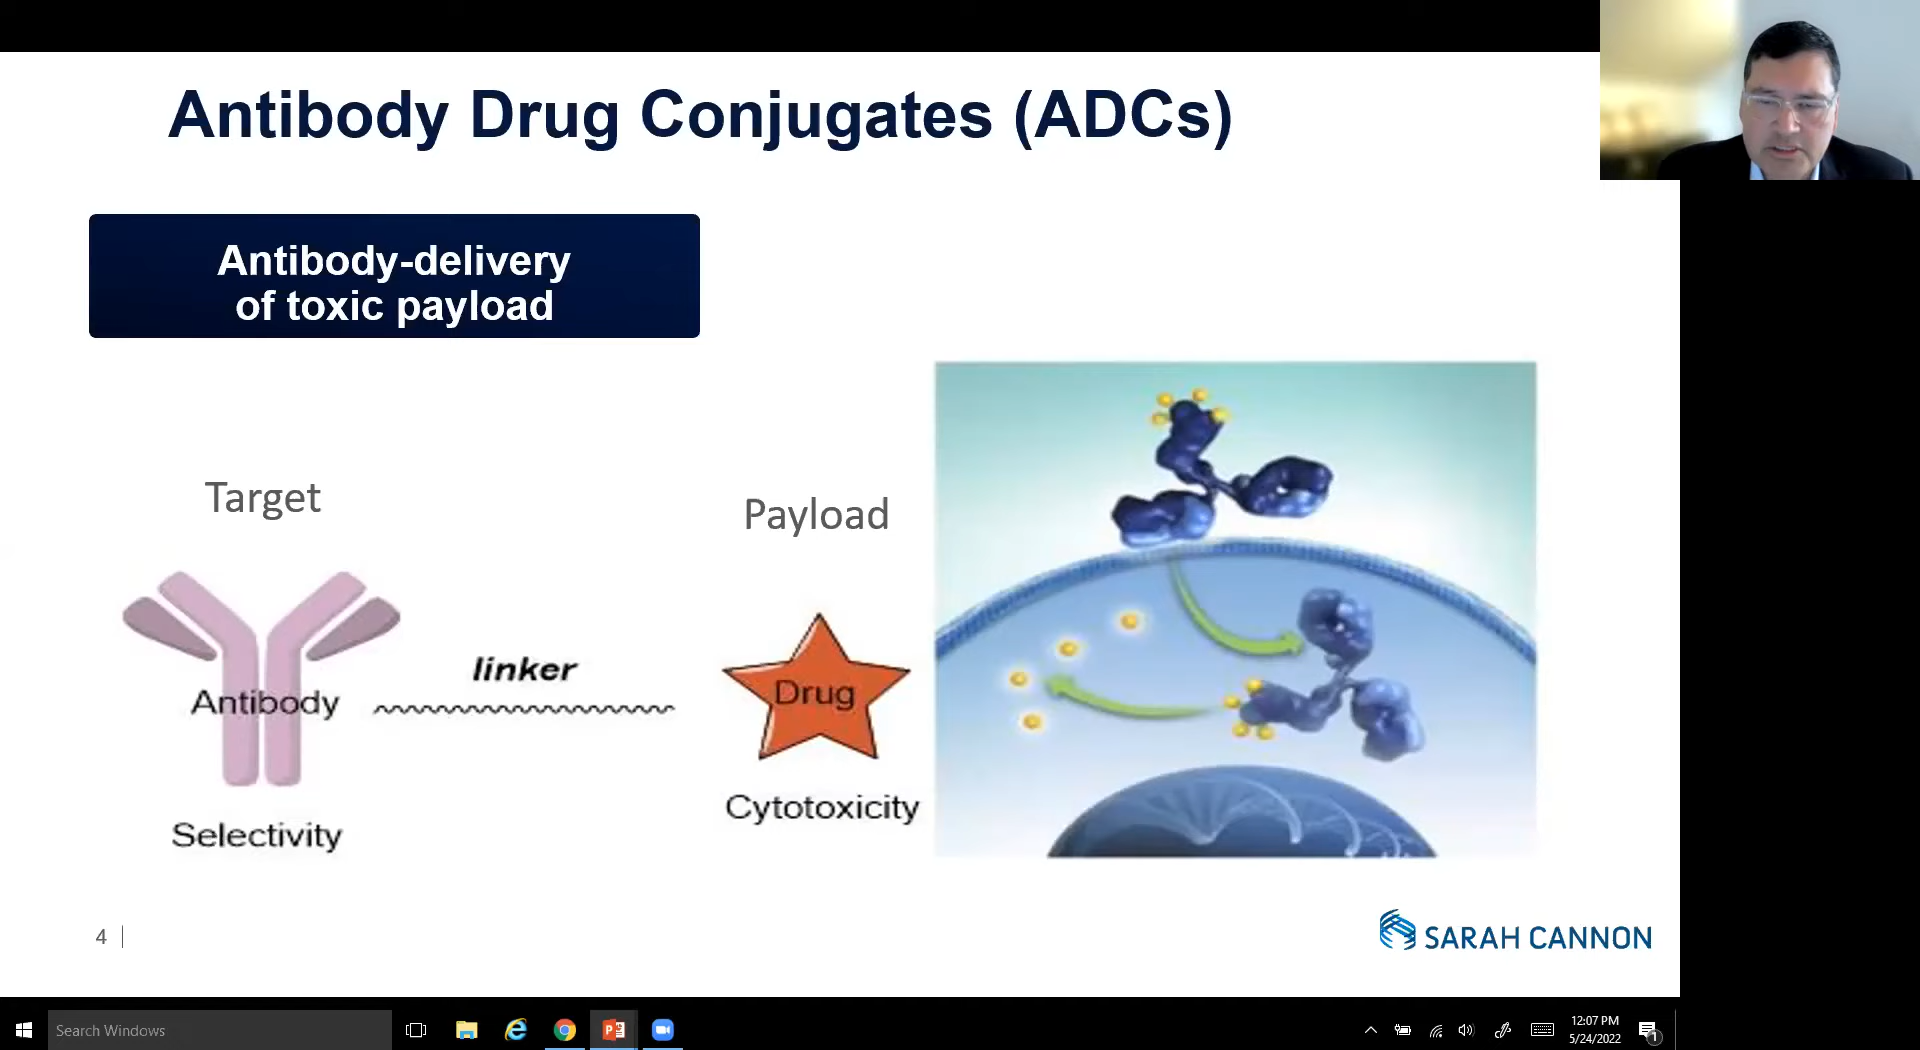 Antibody Drug Conjugates (ADCs)
Antibody-delivery
of toxic payload
Target
Payload
linker
Antibody
Drug
Selectivity
Cytotoxicity
4
SARAH CANNON
Search Windows
12:07 PM
5/24/2022
1